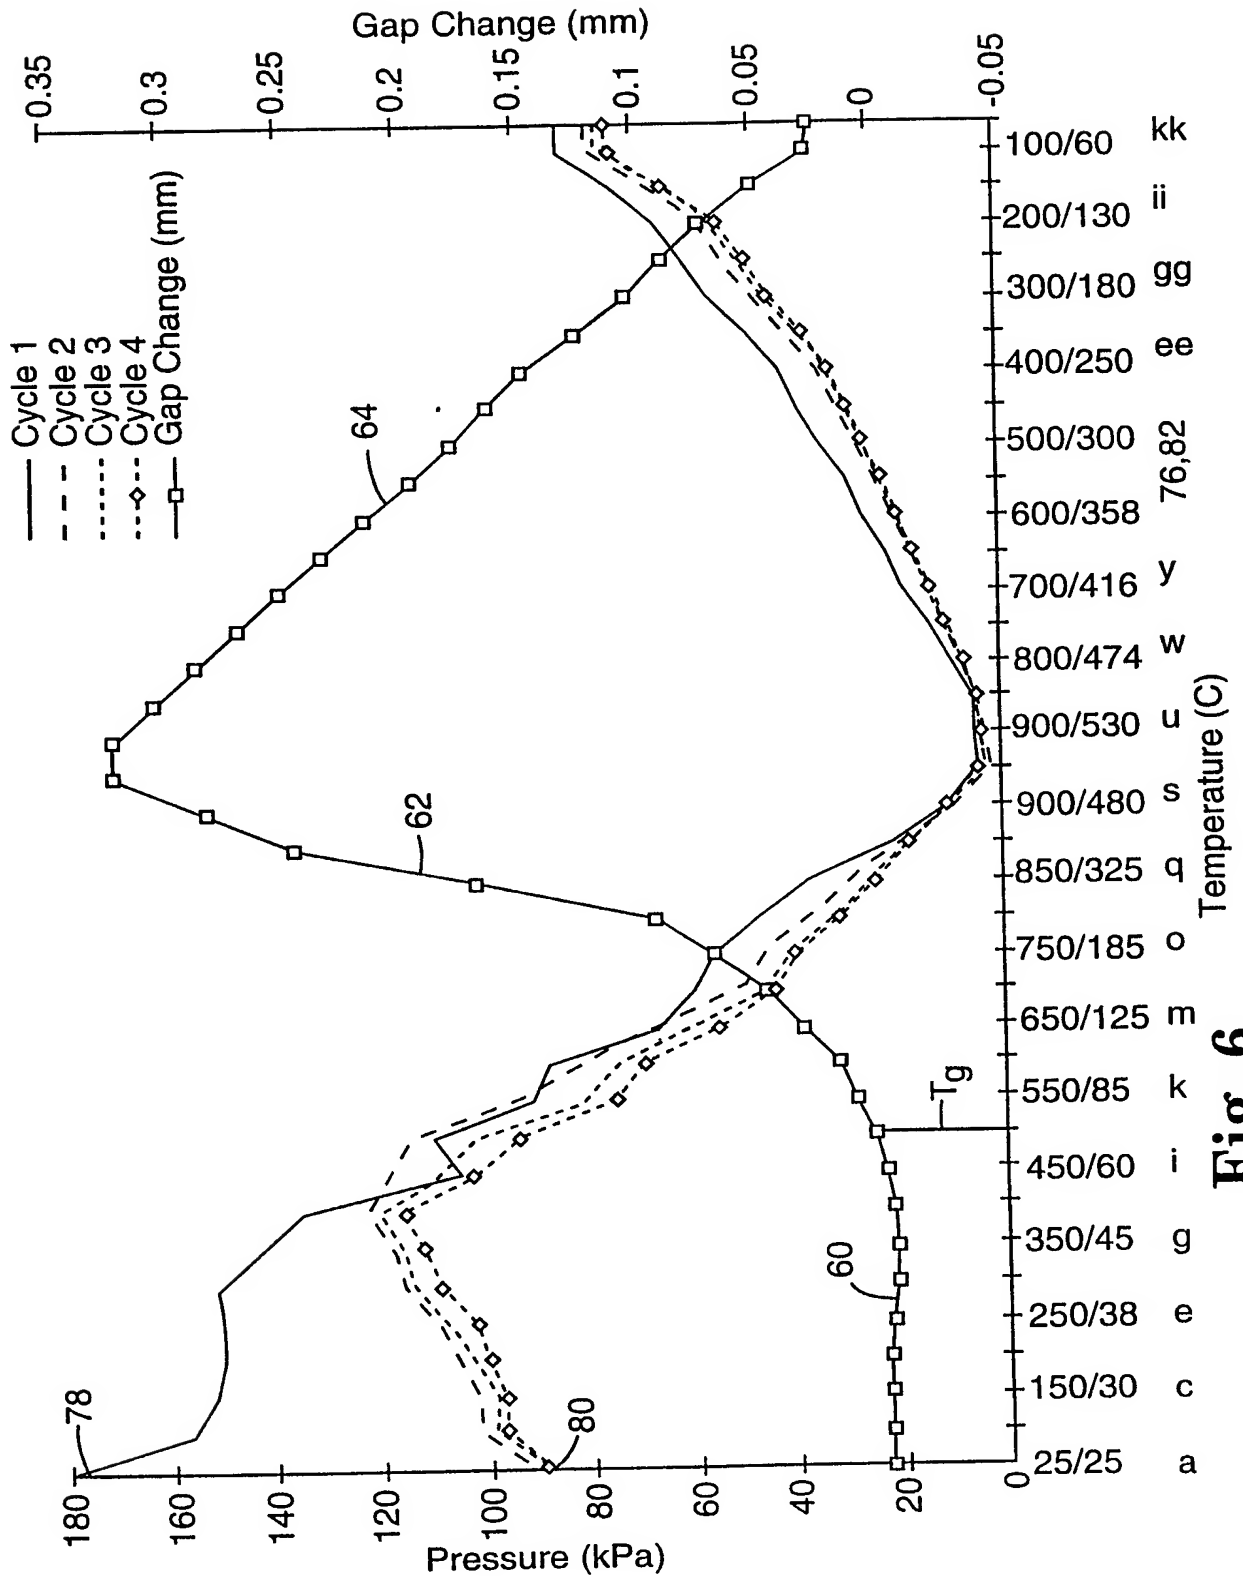 Cycle 1
Cycle 2
Cycle 3
Cycle 4
Gap Change (mm)
Pressure (kPa)
180
160
140
120
100
80
60
40
20
0
Gap Change (mm)
0.35
0.3
0.25
0.2
0.15
0.1
0.05
0
-0.05
78
80
60
62
64
Tg
25/25
150/30
250/38
350/45
450/60
550/85
650/125
750/185
850/325
900/480
900/530
800/474
700/416
600/358
500/300
400/250
300/180
200/130
100/60
a
c
e
g
i
k
m
o
q
s
u
w
y
76,82
ee
gg
ii
kk
Temperature (C)
Fig. 6